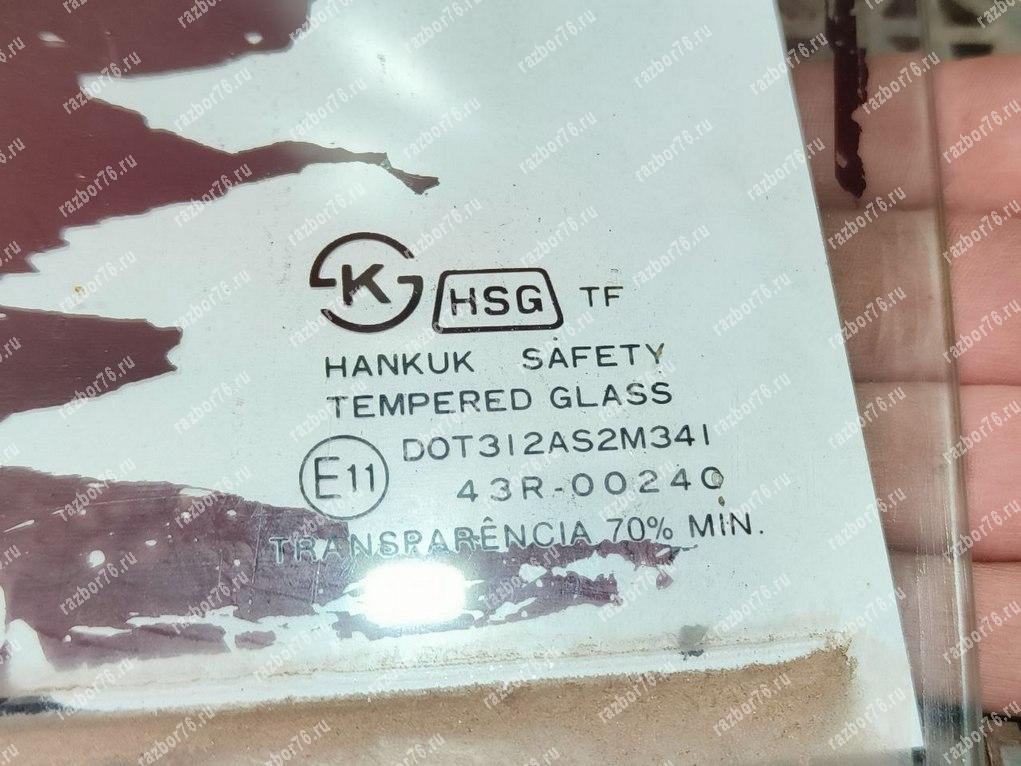 K HSG TF
HANKUK SAFETY
TEMPERED GLASS
E11 DOT312AS2M341
43R-00240
TRANSPARÊNCIA 70% MIN.
razbor76.ru